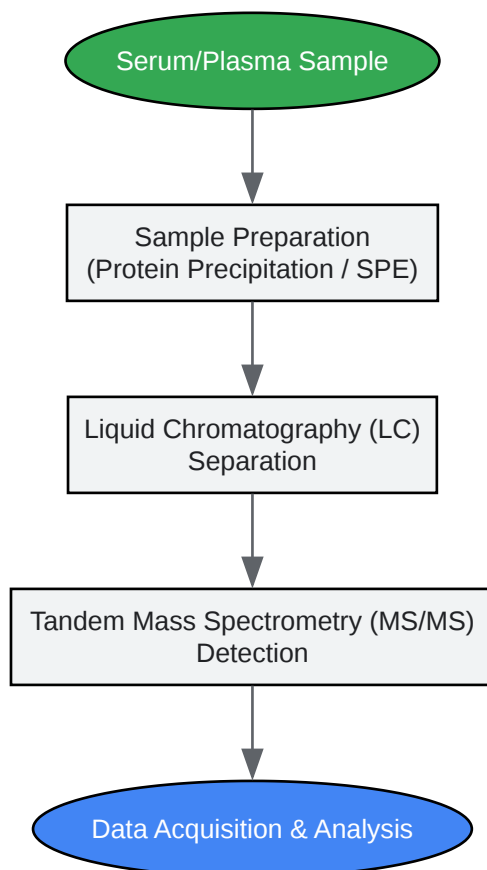 Serum/Plasma Sample
Sample Preparation
(Protein Precipitation / SPE)
Liquid Chromatography (LC)
Separation
Tandem Mass Spectrometry (MS/MS)
Detection
Data Acquisition & Analysis